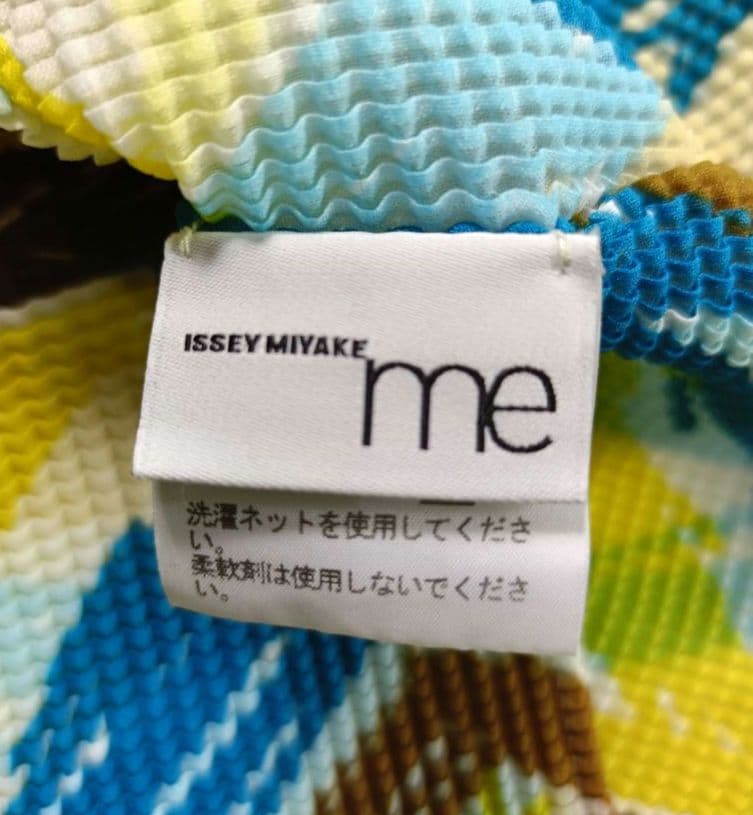 ISSEY MIYAKE
me
洗濯ネットを使用してくださ
い。
柔軟剤は使用しないでくださ
い。